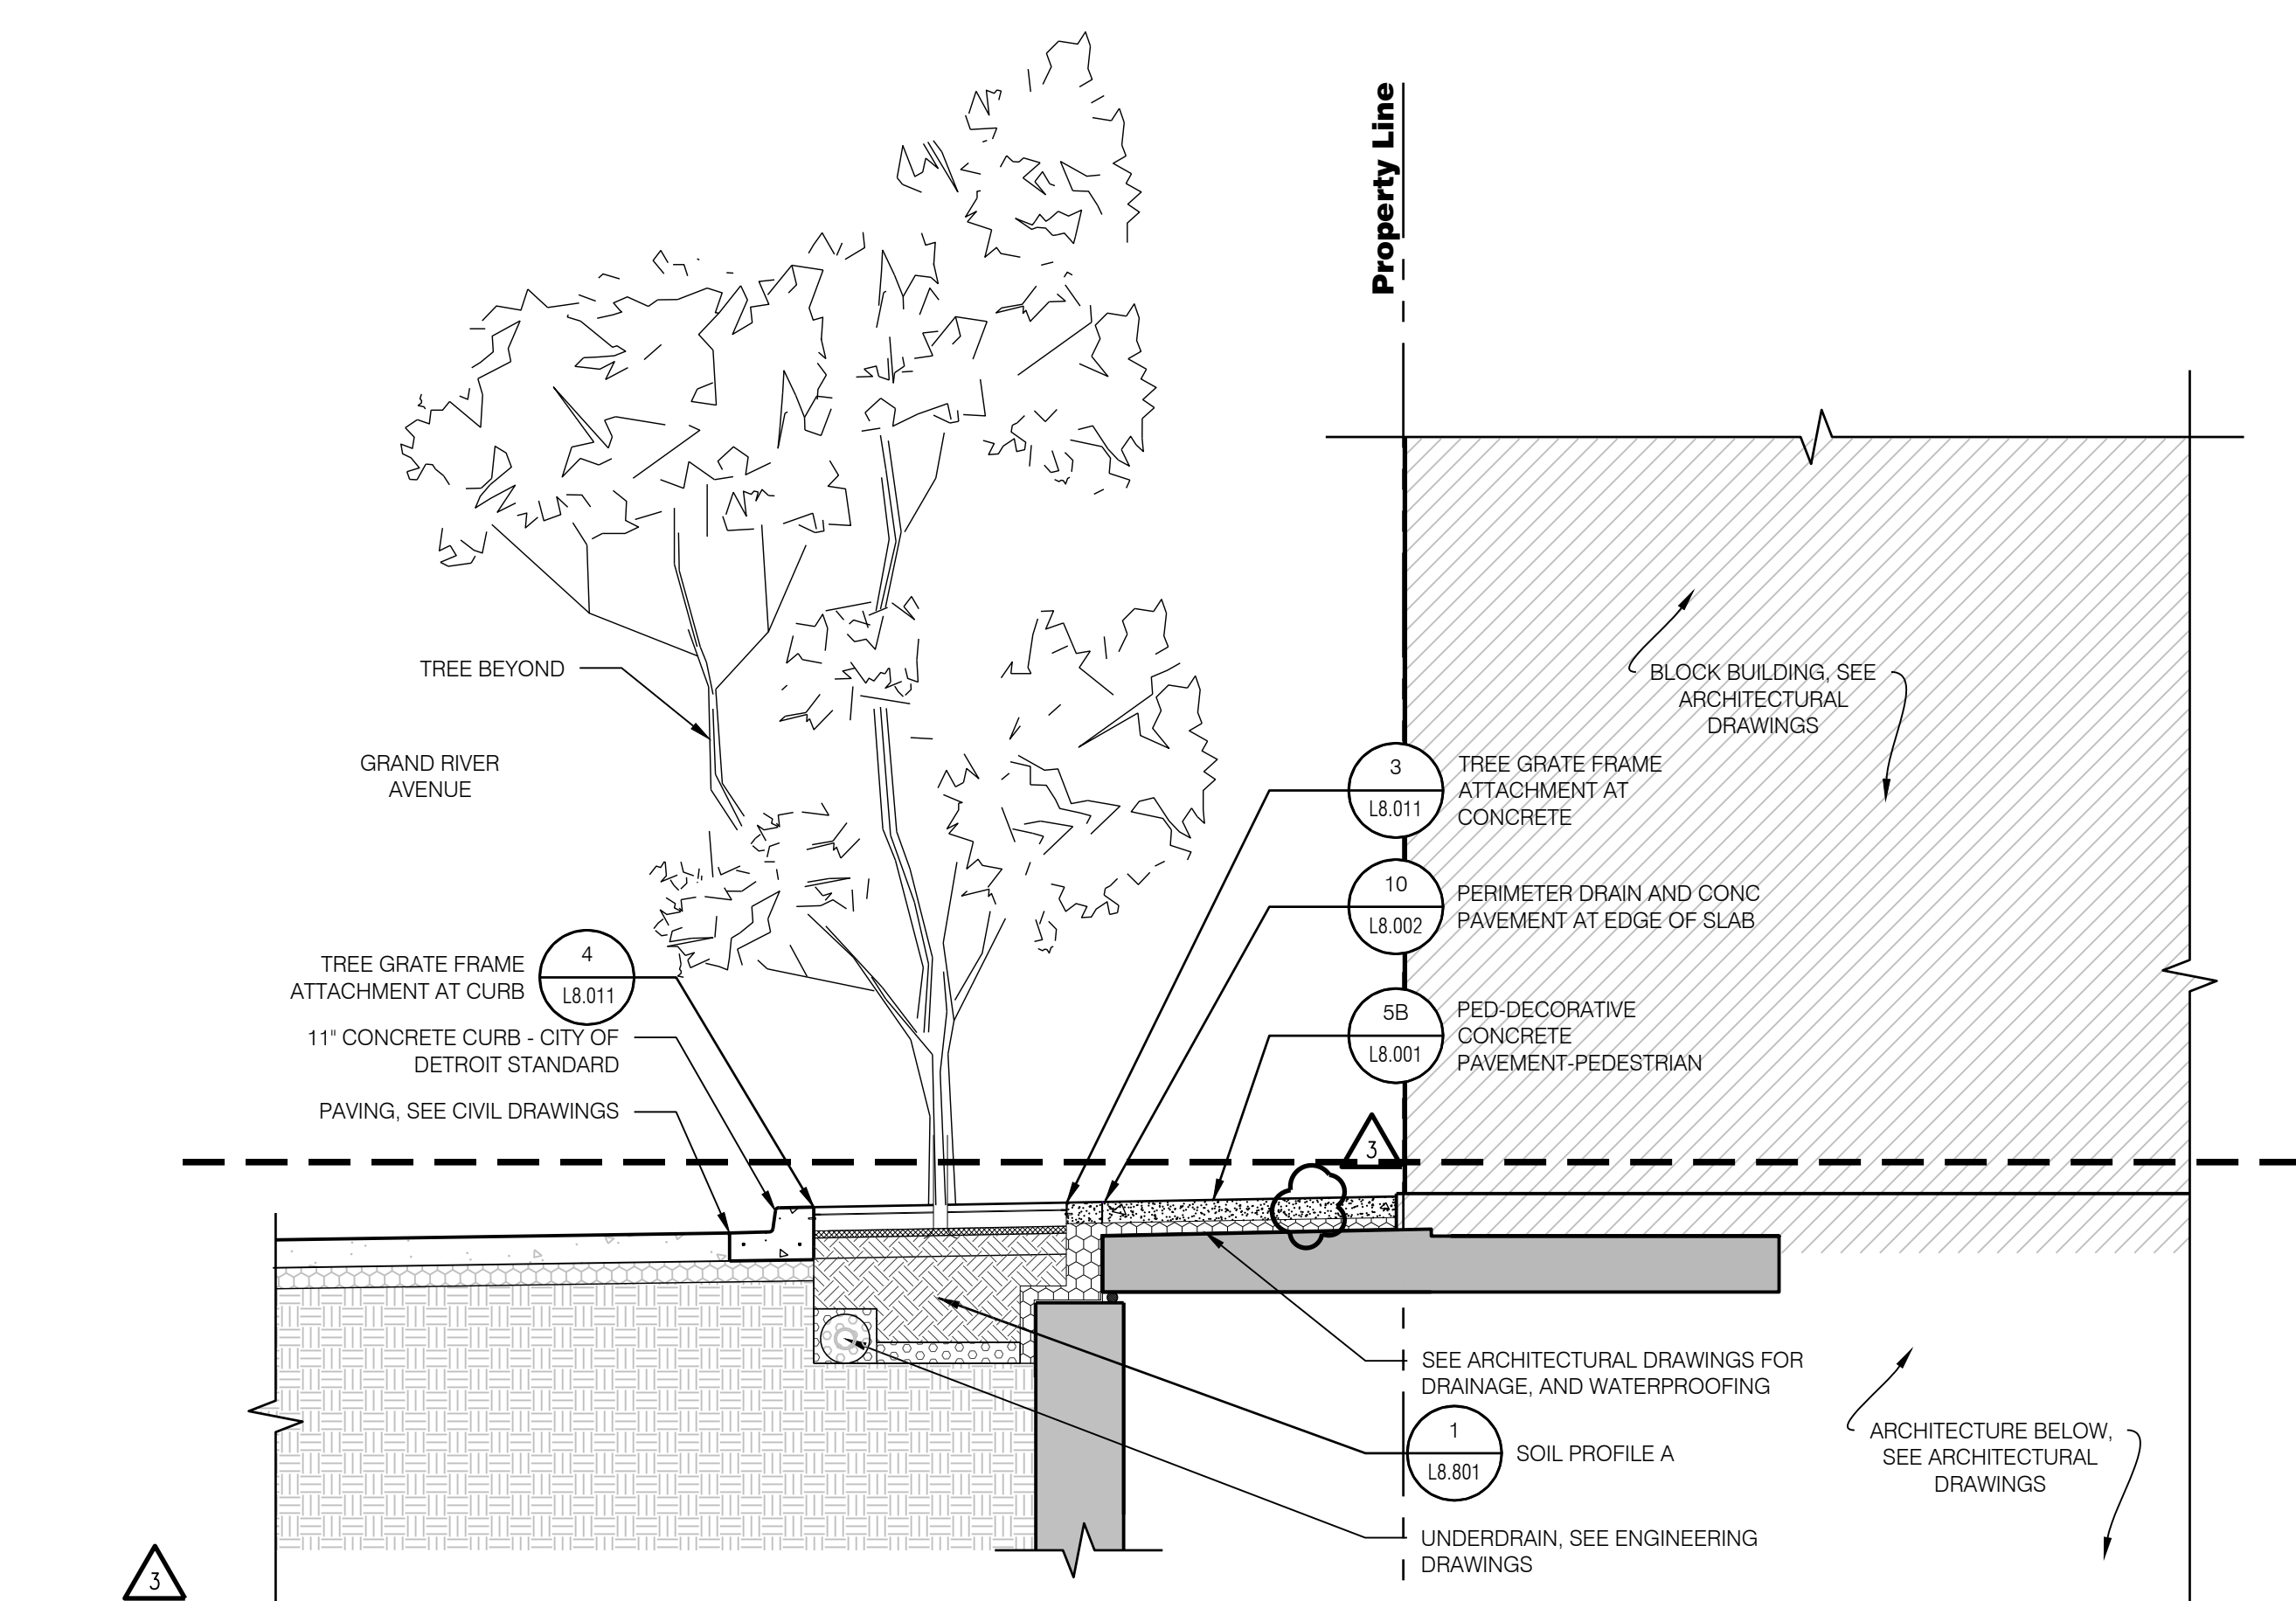 Property Line
TREE BEYOND
GRAND RIVER
AVENUE
BLOCK BUILDING, SEE
ARCHITECTURAL
DRAWINGS
3
L8.011
TREE GRATE FRAME
ATTACHMENT AT
CONCRETE
10
L8.002
PERIMETER DRAIN AND CONC
PAVEMENT AT EDGE OF SLAB
TREE GRATE FRAME
ATTACHMENT AT CURB
4
L8.011
5B
L8.001
PED-DECORATIVE
CONCRETE
PAVEMENT-PEDESTRIAN
11" CONCRETE CURB - CITY OF
DETROIT STANDARD
PAVING, SEE CIVIL DRAWINGS
3
SEE ARCHITECTURAL DRAWINGS FOR
DRAINAGE, AND WATERPROOFING
1
L8.801
SOIL PROFILE A
ARCHITECTURE BELOW,
SEE ARCHITECTURAL
DRAWINGS
UNDERDRAIN, SEE ENGINEERING
DRAWINGS
3